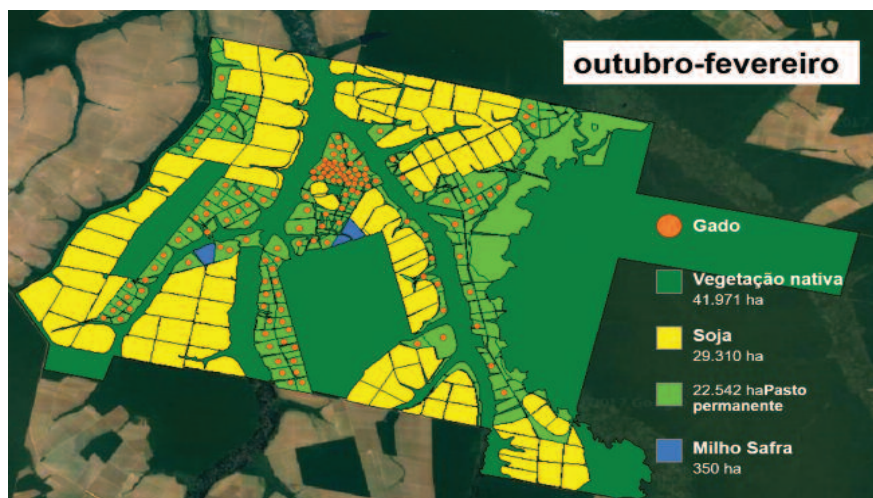 outubro-fevereiro
Gado
Vegetação nativa
41.971 ha
Soja
29.310 ha
22.542 haPasto
permanente
Milho Safra
350 ha